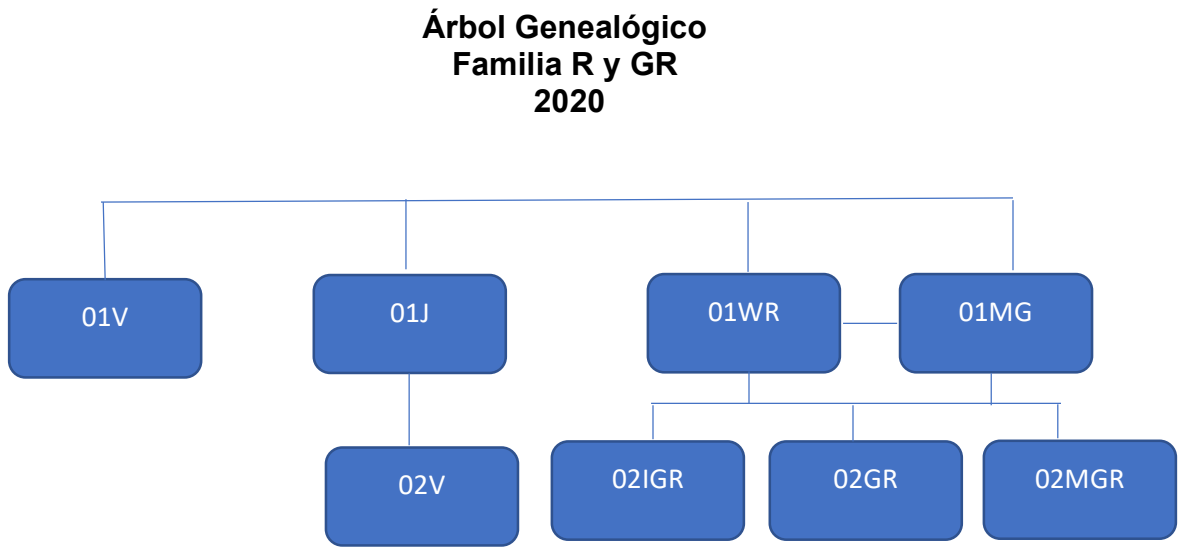 Árbol Genealógico
Familia R y GR
2020
01V
01J
01WR
01MG
02V
02IGR
02GR
02MGR